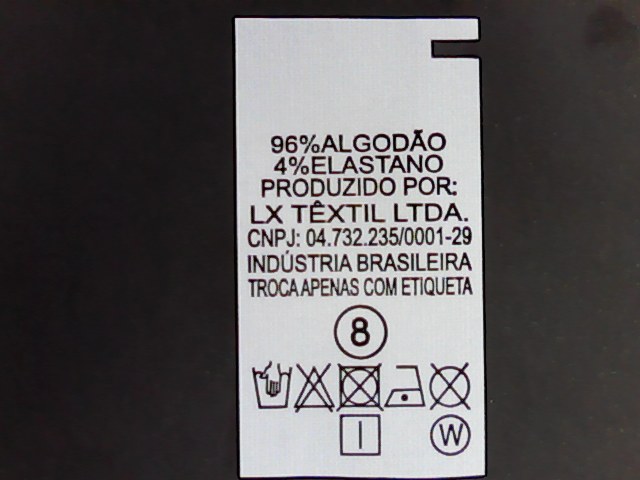 96%ALGODÃO
4%ELASTANO
PRODUZIDO POR:
LX TÊXTIL LTDA.
CNPJ: 04.732.235/0001-29
INDÚSTRIA BRASILEIRA
TROCA APENAS COM ETIQUETA
8
W